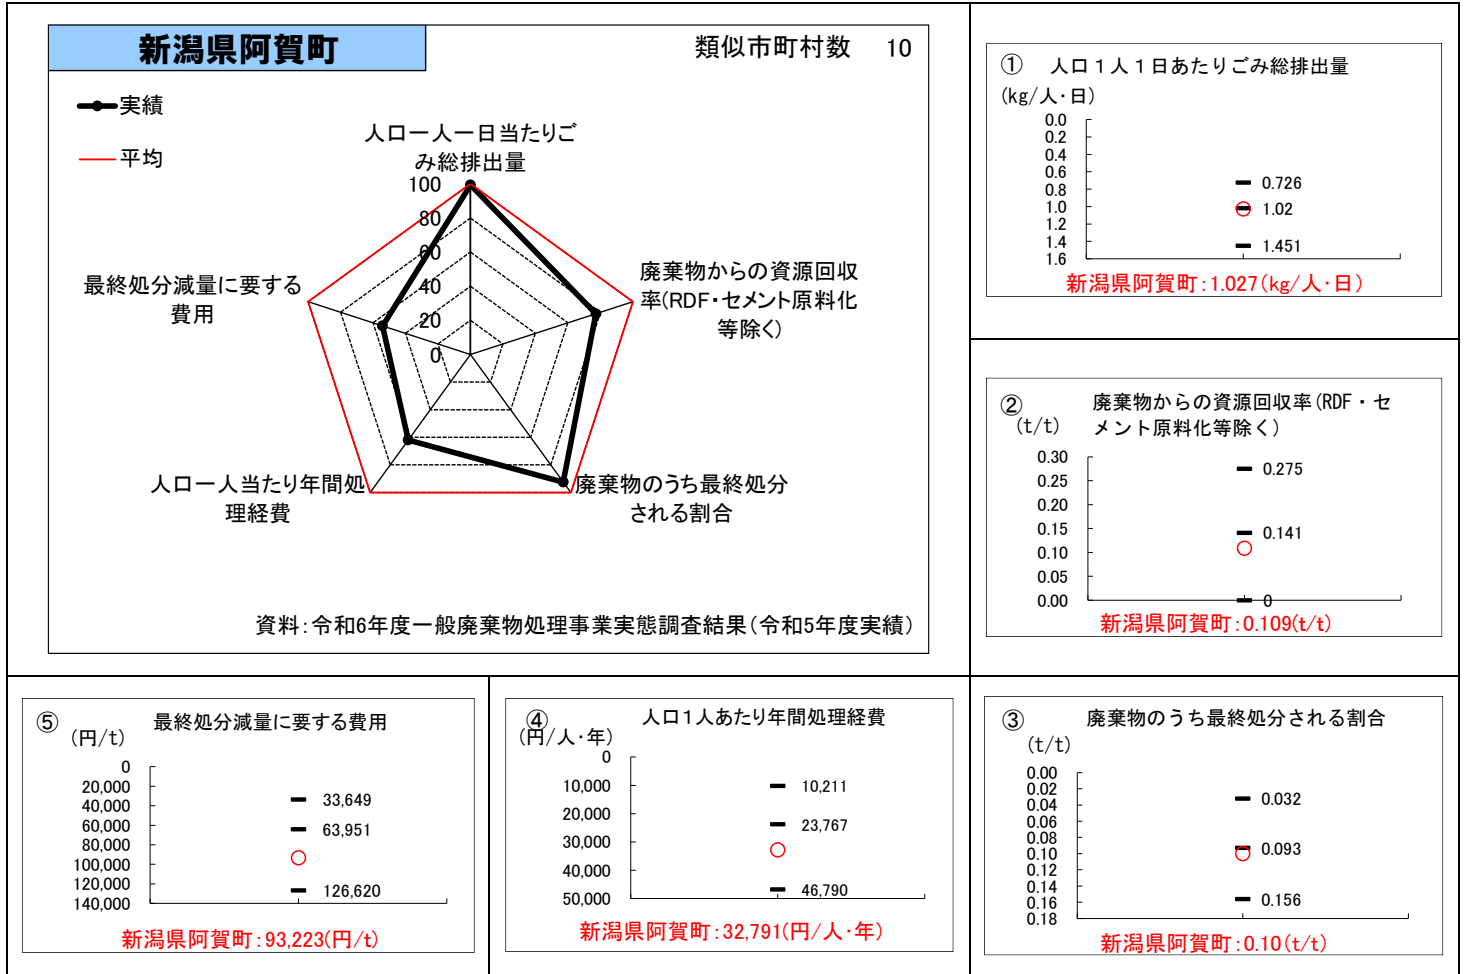 新潟県阿賀町
類似市町村数 10
実績
平均
人口一人一日当たりご
み総排出量
100
80
60
40
20
0
廃棄物からの資源回収
率(RDF・セメント原料化
等除く)
廃棄物のうち最終処分
される割合
人口一人当たり年間処
理経費
最終処分減量に要する
費用
資料：令和6年度一般廃棄物処理事業実態調査結果（令和5年度実績）
① 人口１人１日あたりごみ総排出量
(kg/人・日)
0.0
0.2
0.4
0.6
0.8
1.0
1.2
1.4
1.6
0.726
1.02
1.451
新潟県阿賀町：1.027(kg/人・日)
② 廃棄物からの資源回収率(RDF・セ
メント原料化等除く)
(t/t)
0.30
0.25
0.20
0.15
0.10
0.05
0.00
0.275
0.141
0
新潟県阿賀町：0.109(t/t)
⑤ 最終処分減量に要する費用
(円/t)
0
20,000
40,000
60,000
80,000
100,000
120,000
140,000
33,649
63,951
126,620
新潟県阿賀町：93,223(円/t)
④ 人口１人あたり年間処理経費
(円/人・年)
0
10,000
20,000
30,000
40,000
50,000
10,211
23,767
46,790
新潟県阿賀町：32,791(円/人・年)
③ 廃棄物のうち最終処分される割合
(t/t)
0.00
0.02
0.04
0.06
0.08
0.10
0.12
0.14
0.16
0.18
0.032
0.093
0.156
新潟県阿賀町：0.10(t/t)